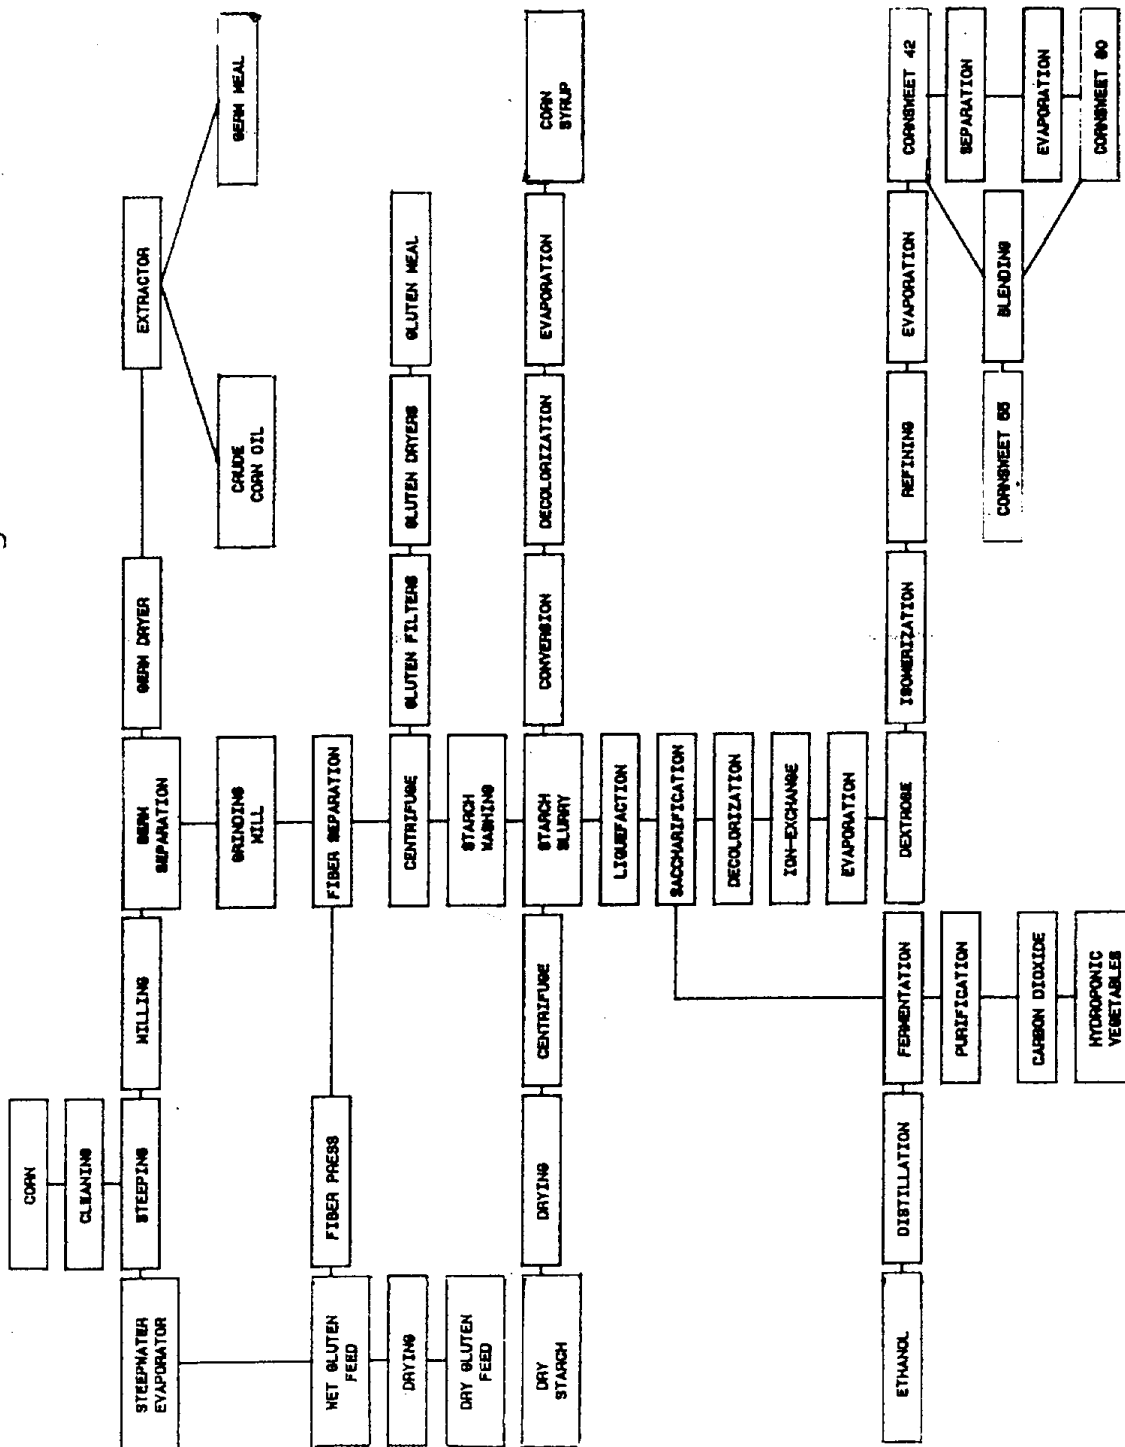 CORN
CLEANING
STEEPWATER
EVAPORATOR
STEEPING
MILLING
GERM
SEPARATION
GERM DRYER
EXTRACTOR
CRUDE
CORN OIL
GERM MEAL
GRINDING
MILL
WET GLUTEN
FEED
FIBER PRESS
FIBER SEPARATION
DRYING
CENTRIFUGE
GLUTEN FILTERS
GLUTEN DRYERS
GLUTEN MEAL
DRY GLUTEN
FEED
STARCH
WASHING
DRY
STARCH
DRYING
CENTRIFUGE
STARCH
SLURRY
CONVERSION
DECOLORIZATION
EVAPORATION
CORN
SYRUP
LIQUEFACTION
SACCHARIFICATION
DECOLORIZATION
ION-EXCHANGE
EVAPORATION
ETHANOL
DISTILLATION
FERMENTATION
DEXTROSE
ISOMERIZATION
REFINING
EVAPORATION
CORNSWEET 42
PURIFICATION
SEPARATION
CORNSWEET 55
BLENDING
CARBON DIOXIDE
EVAPORATION
HYDROPONIC
VEGETABLES
CORNSWEET 90